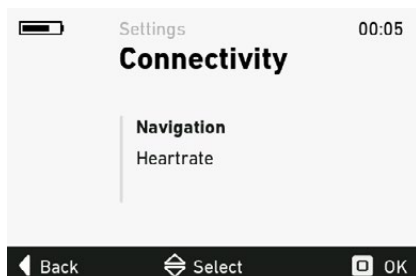 Settings
00:05
Connectivity
Navigation
Heartrate
Back
Select
OK